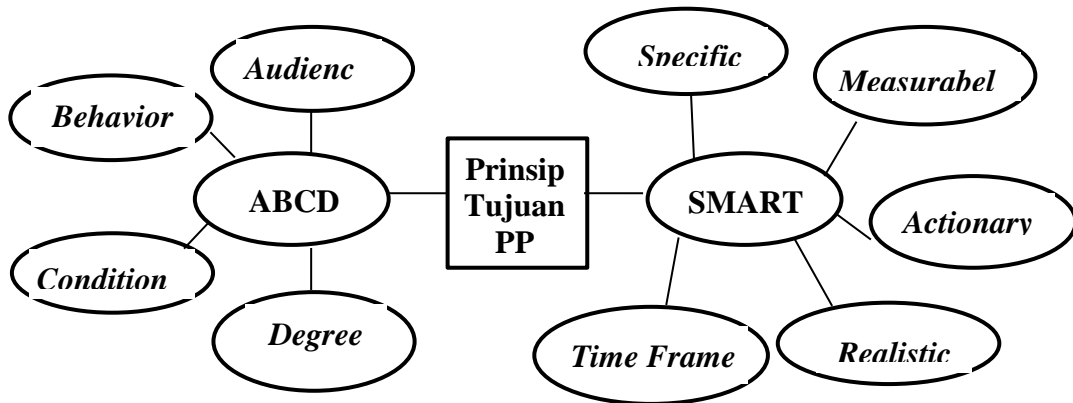 Audienc
Behavior
ABCD
Condition
Degree
Prinsip
Tujuan
PP
Specific
Measurabel
SMART
Actionary
Realistic
Time Frame